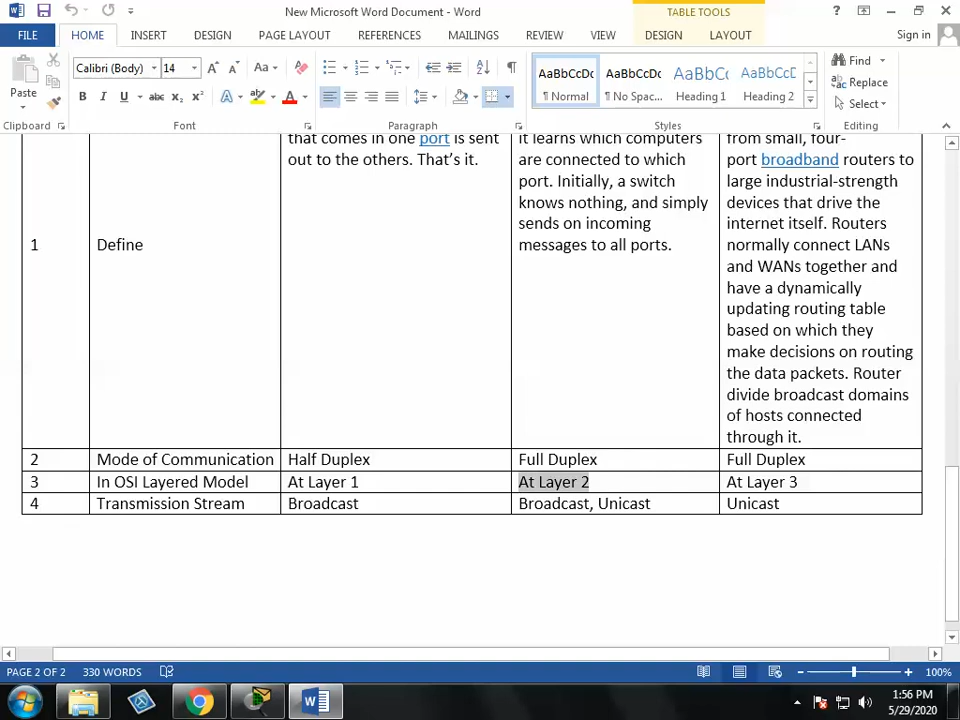 New Microsoft Word Document - Word
TABLE TOOLS
?
FILE
HOME
INSERT
DESIGN
PAGE LAYOUT
REFERENCES
MAILINGS
REVIEW
VIEW
DESIGN
LAYOUT
Sign in
Paste
Calibri (Body)
14
Aa
B I U abc x₂ x²
A
AaBbCcDc
¶ Normal
AaBbCcDc
¶ No Spac...
AaBbCc
Heading 1
AaBbCcD
Heading 2
Find
Replace
Select
Clipboard
Font
Paragraph
Styles
Editing
1
Define
that comes in one port is sent
out to the others. That's it.
it learns which computers
are connected to which
port. Initially, a switch
knows nothing, and simply
sends on incoming
messages to all ports.
from small, four-
port broadband routers to
large industrial-strength
devices that drive the
internet itself. Routers
normally connect LANs
and WANs together and
have a dynamically
updating routing table
based on which they
make decisions on routing
the data packets. Router
divide broadcast domains
of hosts connected
through it.
2 Mode of Communication Half Duplex Full Duplex Full Duplex
3 In OSI Layered Model At Layer 1 At Layer 2 At Layer 3
4 Transmission Stream Broadcast Broadcast, Unicast Unicast
PAGE 2 OF 2
330 WORDS
100%
1:56 PM
5/29/2020